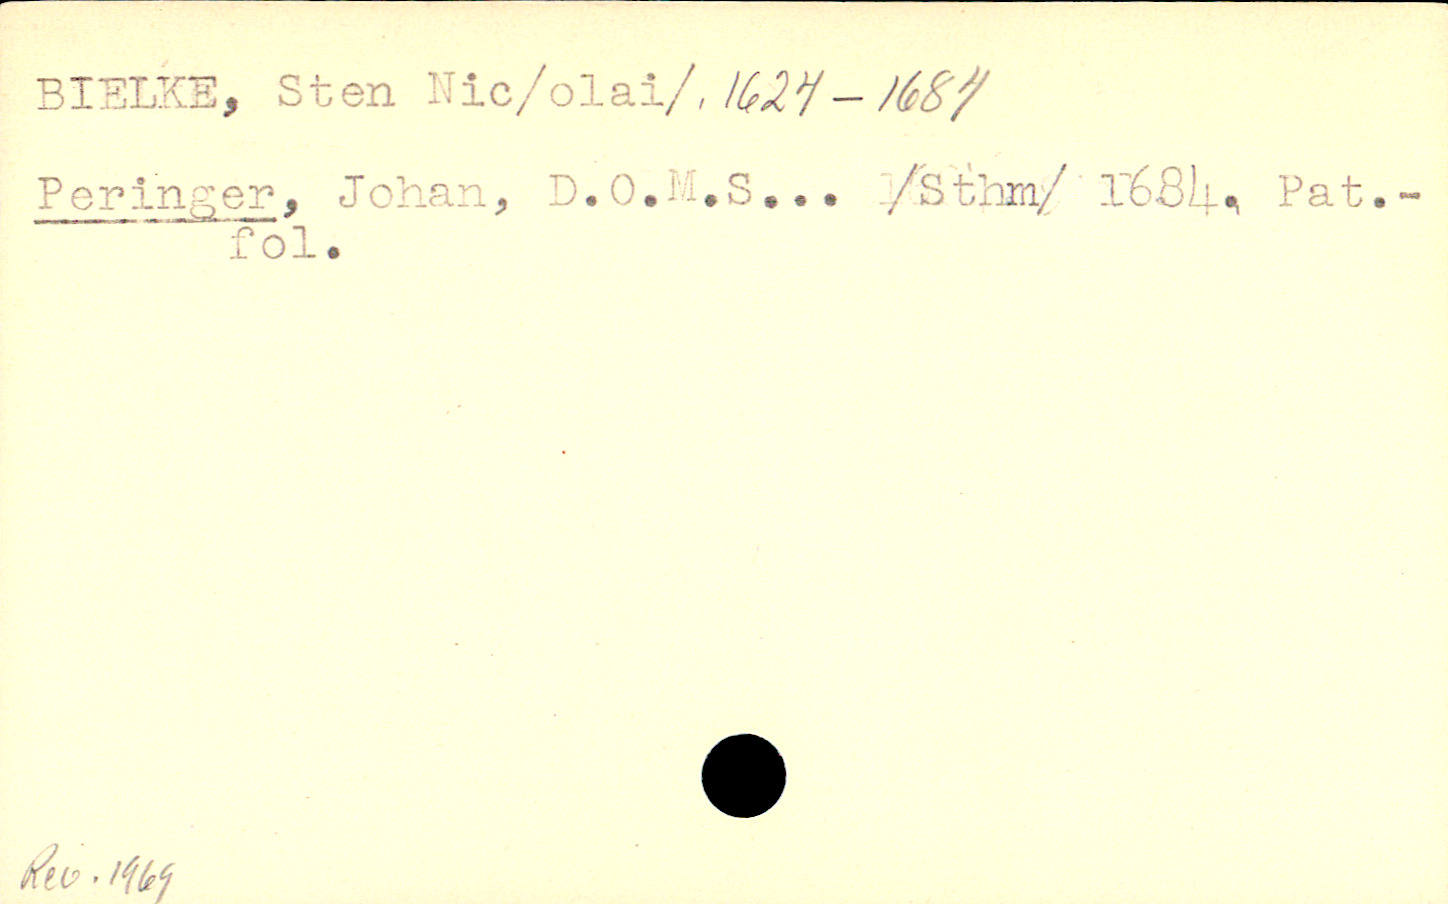 BIELKE, Sten Nic/olai/. 1624 – 1684
Peringer, Johan, D.O.M.S... /Sthm/ 1684. Pat.-
fol.
Rev. 1969